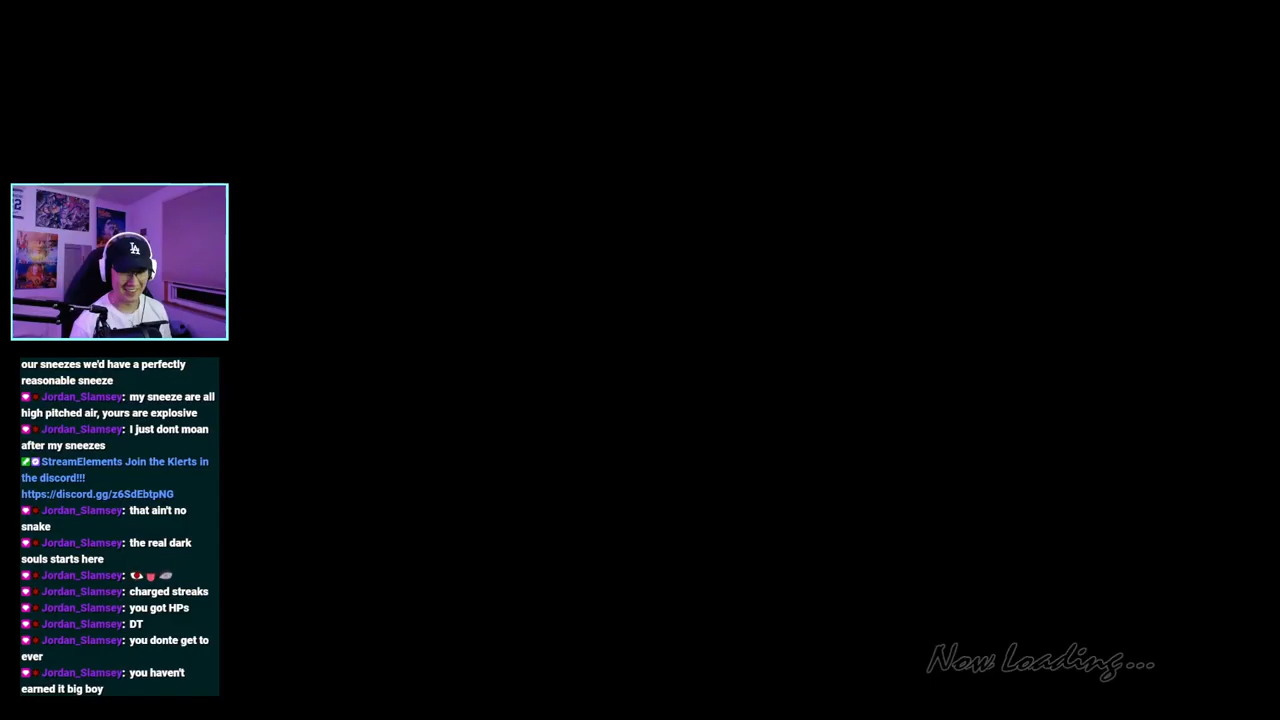 LA
our sneezes we'd have a perfectly
reasonable sneeze
Jordan_Slamsey: my sneeze are all
high pitched air, yours are explosive
Jordan_Slamsey: I just dont moan
after my sneezes
StreamElements Join the Klerts in
the discord!!!
https://discord.gg/z6SdEbtpNG
Jordan_Slamsey: that ain't no
snake
Jordan_Slamsey: the real dark
souls starts here
Jordan_Slamsey: 👁️👅👁️
Jordan_Slamsey: charged streaks
Jordan_Slamsey: you got HPs
Jordan_Slamsey: DT
Jordan_Slamsey: you donte get to
ever
Jordan_Slamsey: you haven't
earned it big boy
Now Loading...